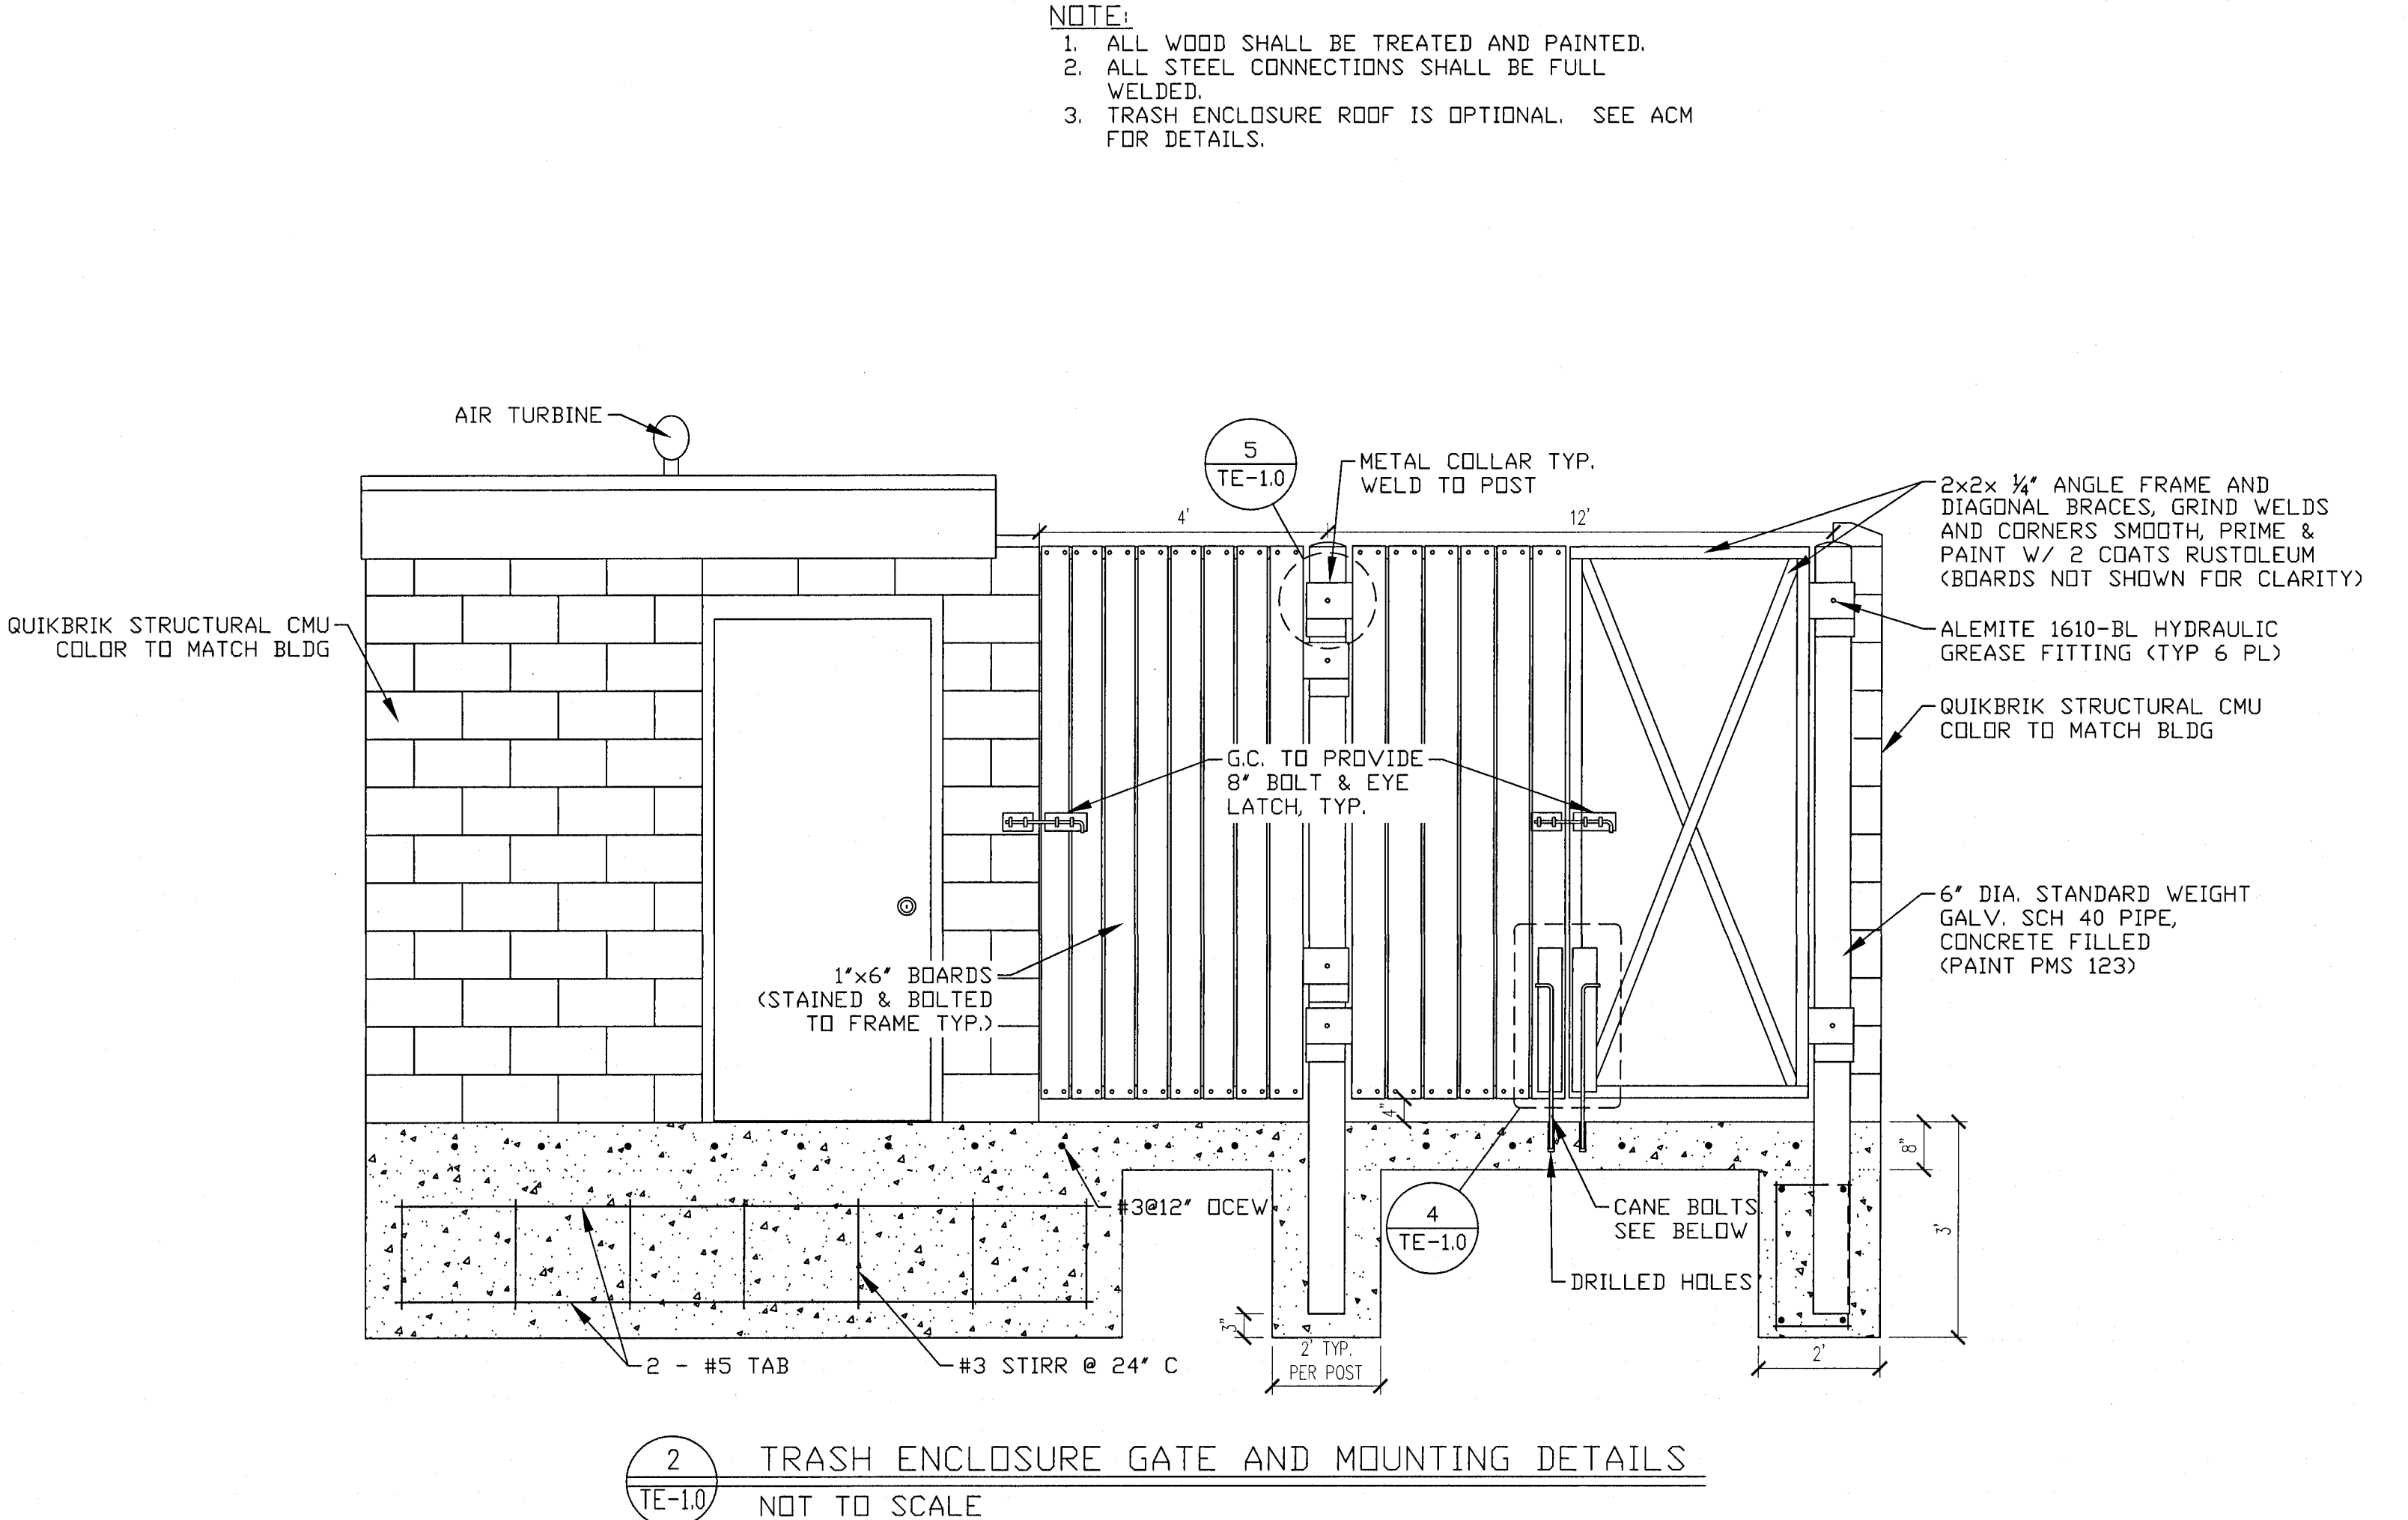 NOTE:
1. ALL WOOD SHALL BE TREATED AND PAINTED.
2. ALL STEEL CONNECTIONS SHALL BE FULL
WELDED.
3. TRASH ENCLOSURE ROOF IS OPTIONAL. SEE ACM
FOR DETAILS.
AIR TURBINE
5
TE-1.0
METAL COLLAR TYP.
WELD TO POST
4'
12'
2x2x ¼" ANGLE FRAME AND
DIAGONAL BRACES, GRIND WELDS
AND CORNERS SMOOTH, PRIME &
PAINT W/ 2 COATS RUSTOLEUM
(BOARDS NOT SHOWN FOR CLARITY)
QUIKBRIK STRUCTURAL CMU
COLOR TO MATCH BLDG
ALEMITE 1610-BL HYDRAULIC
GREASE FITTING (TYP 6 PL)
QUIKBRIK STRUCTURAL CMU
COLOR TO MATCH BLDG
G.C. TO PROVIDE
8" BOLT & EYE
LATCH, TYP.
6" DIA. STANDARD WEIGHT
GALV. SCH 40 PIPE,
CONCRETE FILLED
(PAINT PMS 123)
1"x6" BOARDS
(STAINED & BOLTED
TO FRAME TYP.)
4"
8"
3'
#3@12" OCEW
4
TE-1.0
CANE BOLTS
SEE BELOW
DRILLED HOLES
3"
2' TYP.
PER POST
2'
2 - #5 TAB
#3 STIRR @ 24" C
2
TE-1.0
TRASH ENCLOSURE GATE AND MOUNTING DETAILS
NOT TO SCALE